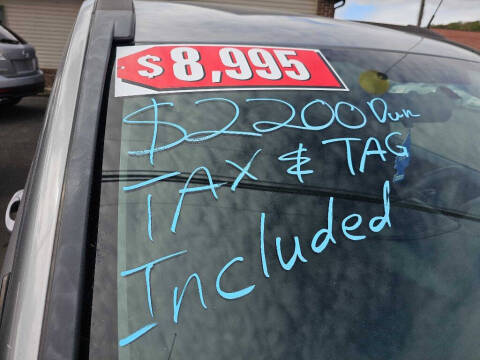 $8,995
$2200 Down
TAX & TAG
Included